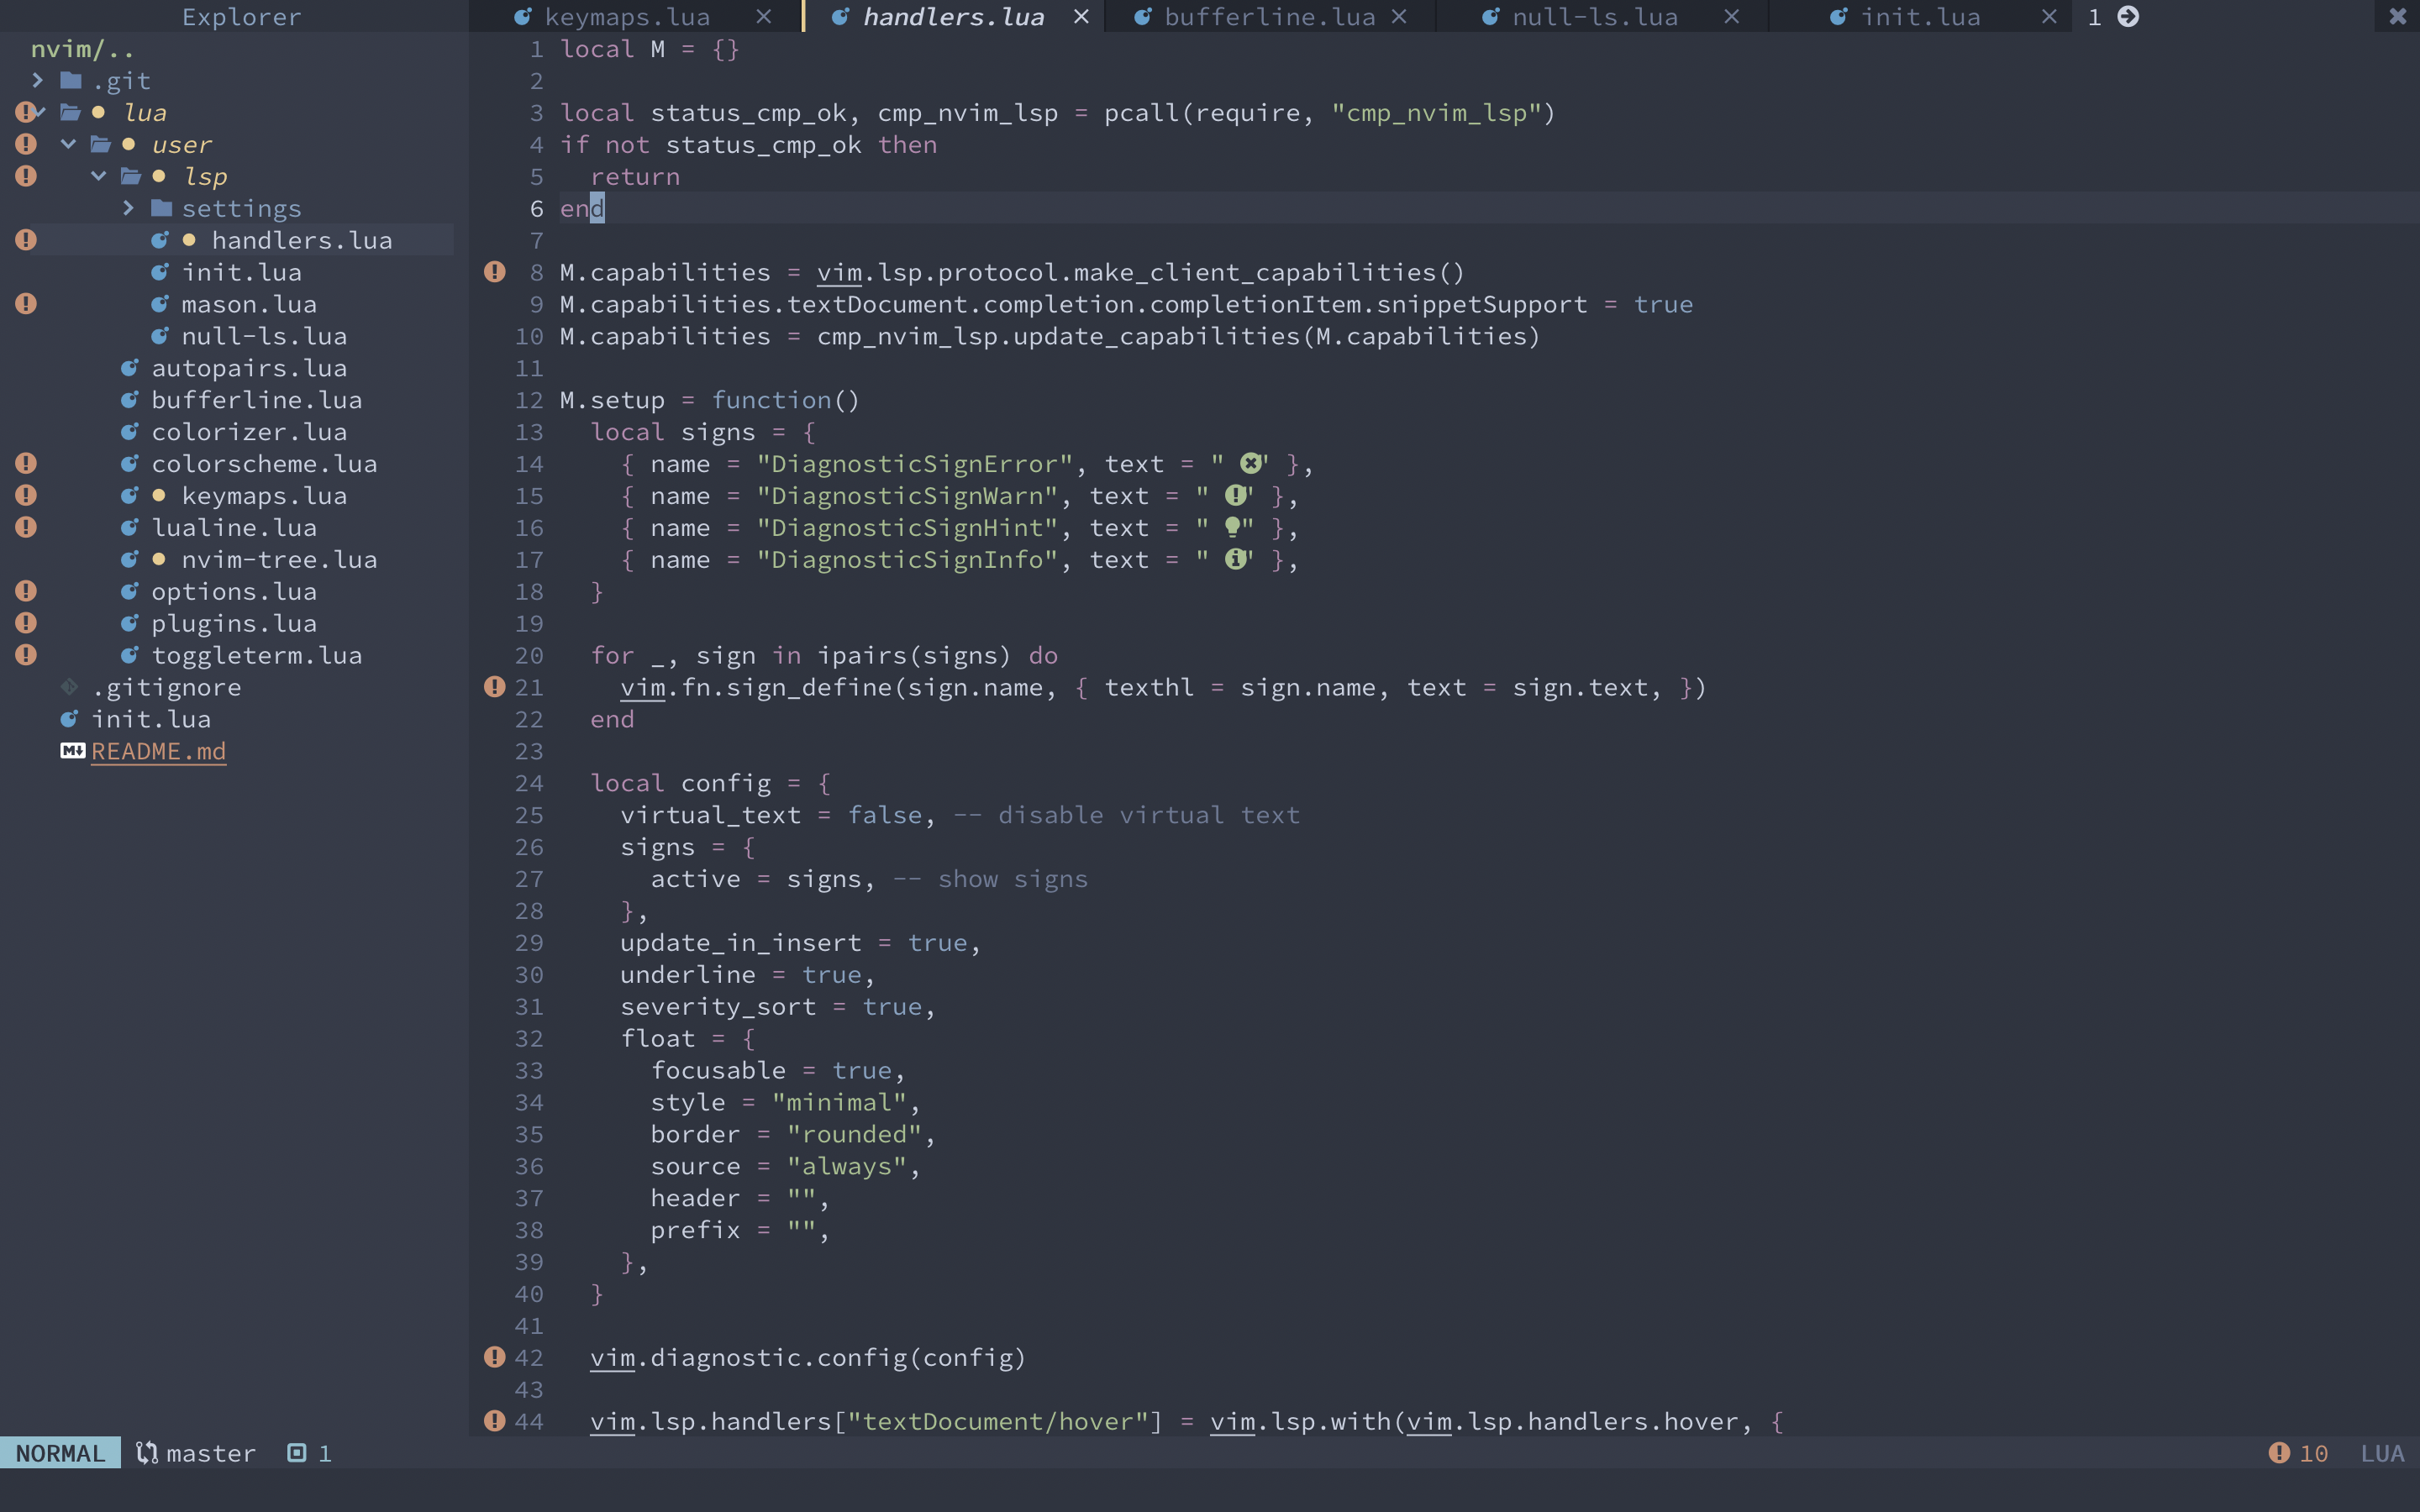 Explorer
keymaps.lua
handlers.lua
bufferline.lua
null-ls.lua
init.lua
1
nvim/..
.git
lua
user
lsp
settings
handlers.lua
init.lua
mason.lua
null-ls.lua
autopairs.lua
bufferline.lua
colorizer.lua
colorscheme.lua
keymaps.lua
lualine.lua
nvim-tree.lua
options.lua
plugins.lua
toggleterm.lua
.gitignore
init.lua
README.md
1 local M = {}
2
3 local status_cmp_ok, cmp_nvim_lsp = pcall(require, "cmp_nvim_lsp")
4 if not status_cmp_ok then
5   return
6 end
7
8 M.capabilities = vim.lsp.protocol.make_client_capabilities()
9 M.capabilities.textDocument.completion.completionItem.snippetSupport = true
10 M.capabilities = cmp_nvim_lsp.update_capabilities(M.capabilities)
11
12 M.setup = function()
13   local signs = {
14     { name = "DiagnosticSignError", text = " " },
15     { name = "DiagnosticSignWarn", text = " " },
16     { name = "DiagnosticSignHint", text = " " },
17     { name = "DiagnosticSignInfo", text = " " },
18   }
19
20   for _, sign in ipairs(signs) do
21     vim.fn.sign_define(sign.name, { texthl = sign.name, text = sign.text, })
22   end
23
24   local config = {
25     virtual_text = false, -- disable virtual text
26     signs = {
27       active = signs, -- show signs
28     },
29     update_in_insert = true,
30     underline = true,
31     severity_sort = true,
32     float = {
33       focusable = true,
34       style = "minimal",
35       border = "rounded",
36       source = "always",
37       header = "",
38       prefix = "",
39     },
40   }
41
42   vim.diagnostic.config(config)
43
44   vim.lsp.handlers["textDocument/hover"] = vim.lsp.with(vim.lsp.handlers.hover, {
NORMAL master 1 10 LUA